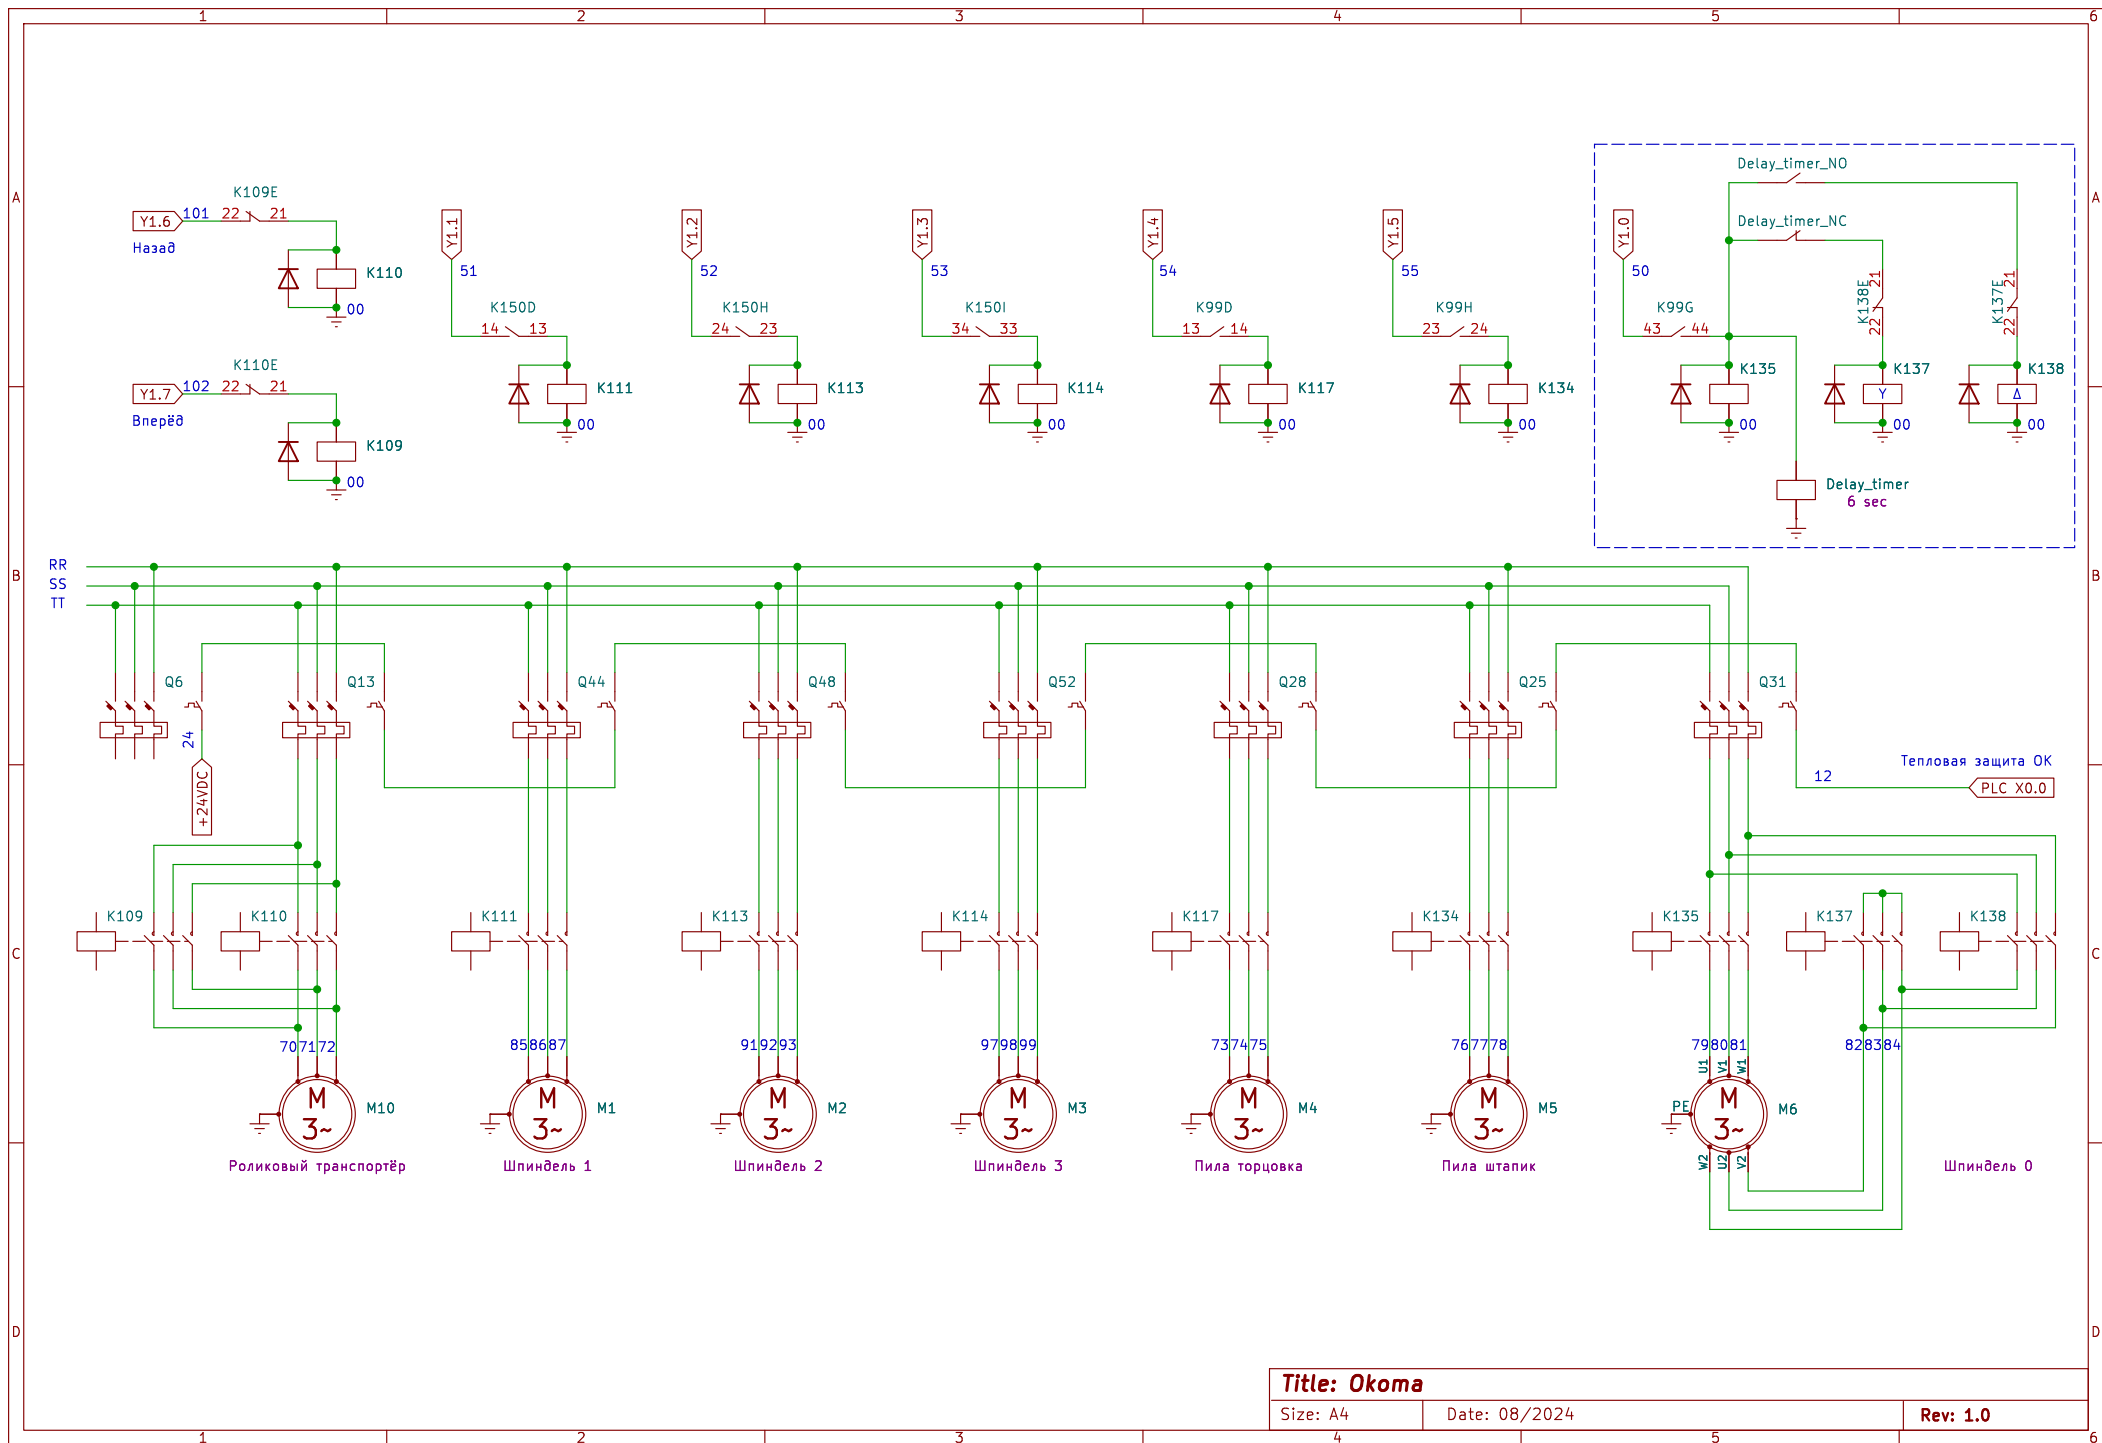 1 2 3 4 5 6
A A
B B
C C
D D
Delay_timer_NO
Delay_timer_NC
K109E
Y1.6 101 22 21
Назад
K110
00
K110E
Y1.7 102 22 21
Вперёд
K109
00
Y1.1
51
K150D
14 13
K111
00
Y1.2
52
K150H
24 23
K113
00
Y1.3
53
K150I
34 33
K114
00
Y1.4
54
K99D
13 14
K117
00
Y1.5
55
K99H
23 24
K134
00
Y1.0
50
K99G
43 44
K135
00
K138E
21
22
K137
Y
00
K137E
21
22
K138
Δ
00
Delay_timer
6 sec
RR
SS
TT
Q6 Q13 Q44 Q48 Q52 Q28 Q25 Q31
24
+24VDC
Тепловая защита OK
12
PLC X0.0
K109 K110 K111 K113 K114 K117 K134 K135 K137 K138
70 71 72 85 86 87 91 92 93 97 98 99 73 74 75 76 77 78 79 80 81 82 83 84
U1 V1 W1
M 3~ M10
M 3~ M1
M 3~ M2
M 3~ M3
M 3~ M4
M 3~ M5
PE M 3~ M6
W2 U2 V2
Роликовый транспортёр Шпиндель 1 Шпиндель 2 Шпиндель 3 Пила торцовка Пила штапик Шпиндель 0
Title: Okoma
Size: A4 Date: 08/2024 Rev: 1.0
1 2 3 4 5 6